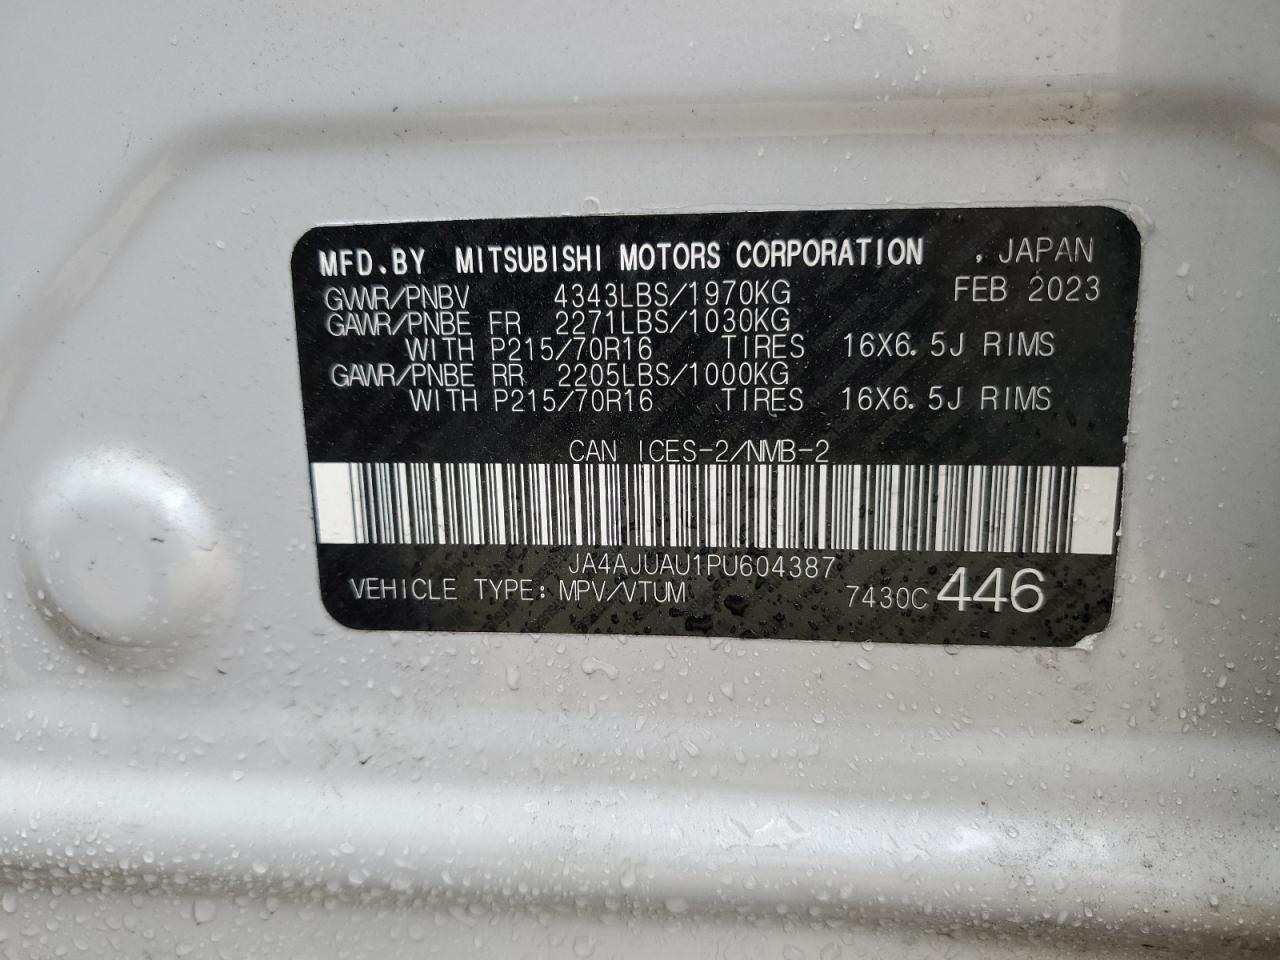 MFD.BY MITSUBISHI MOTORS CORPORATION , JAPAN
GVWR/PNBV 4343LBS/1970KG FEB 2023
GAWR/PNBE FR 2271LBS/1030KG
WITH P215/70R16 TIRES 16X6.5J RIMS
GAWR/PNBE RR 2205LBS/1000KG
WITH P215/70R16 TIRES 16X6.5J RIMS
CAN ICES-2/NMB-2
JA4AJUAU1PU604387
VEHICLE TYPE: MPV/VTUM 7430C 446